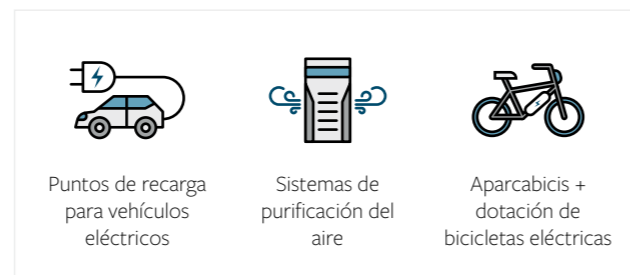 Puntos de recarga
para vehículos
eléctricos
Sistemas de
purificación del
aire
Aparcabicis +
dotación de
bicicletas eléctricas